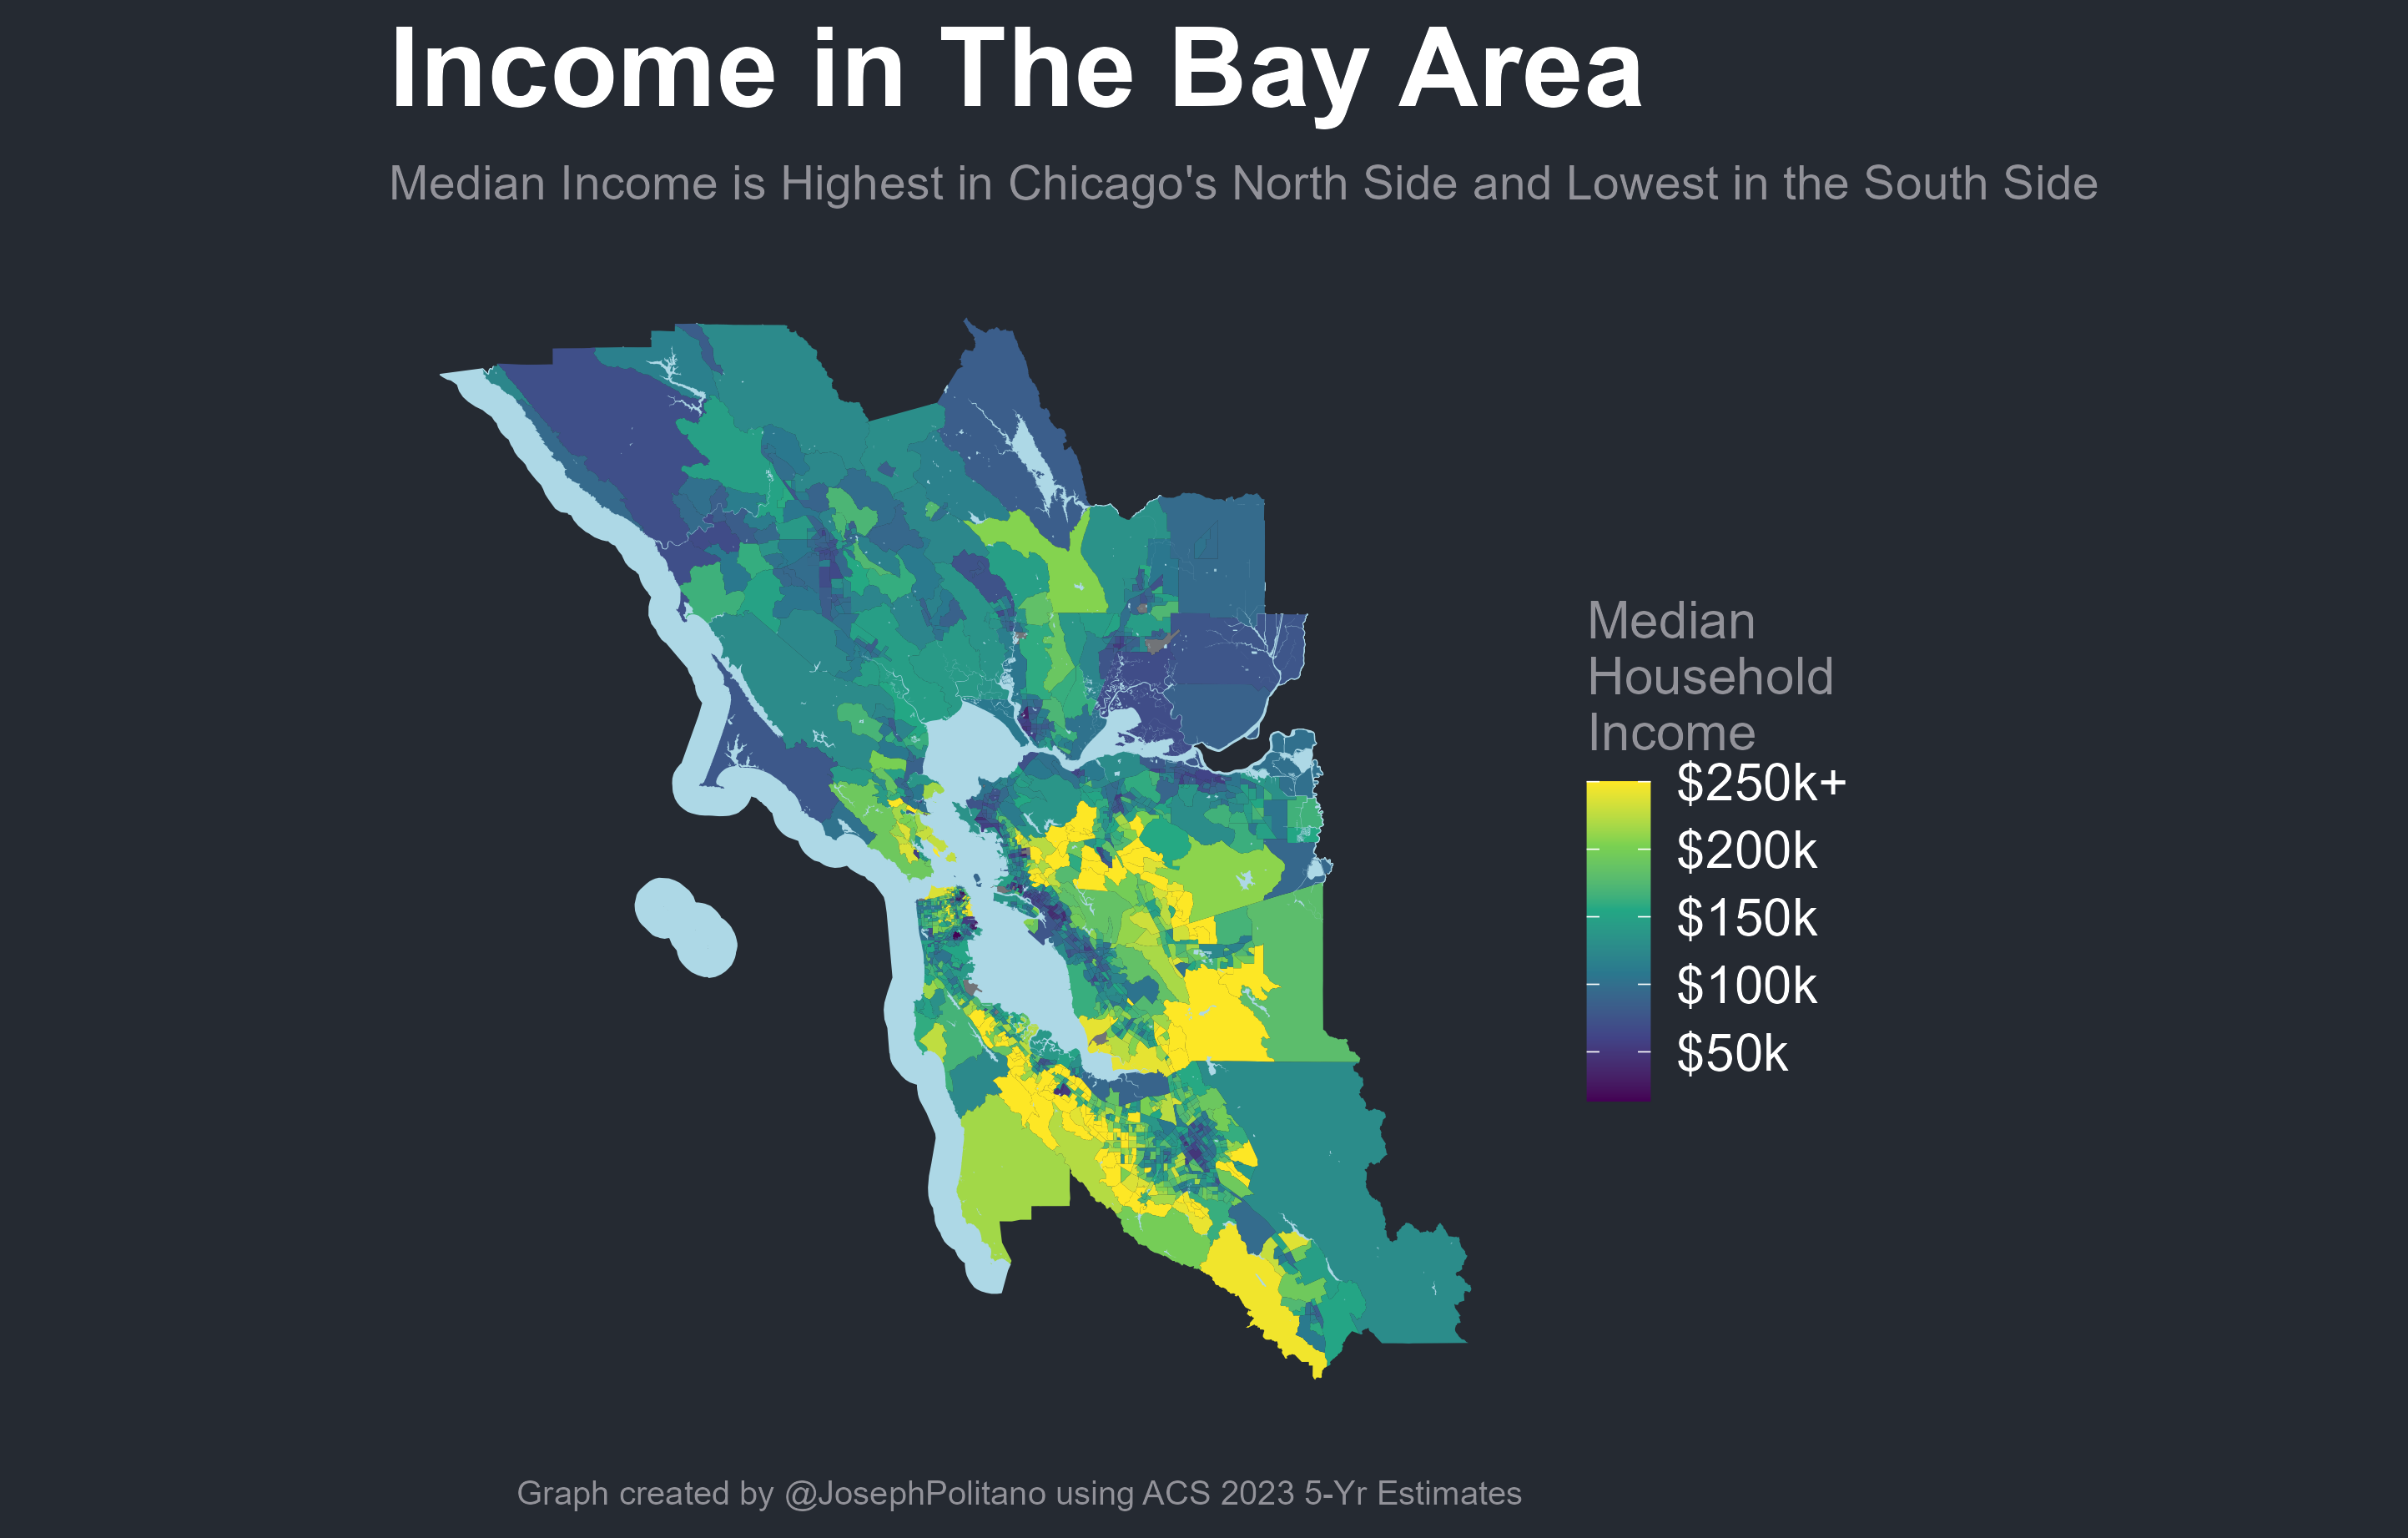 Income in The Bay Area
Median Income is Highest in Chicago's North Side and Lowest in the South Side
Median
Household
Income
$250k+
$200k
$150k
$100k
$50k
Graph created by @JosephPolitano using ACS 2023 5-Yr Estimates